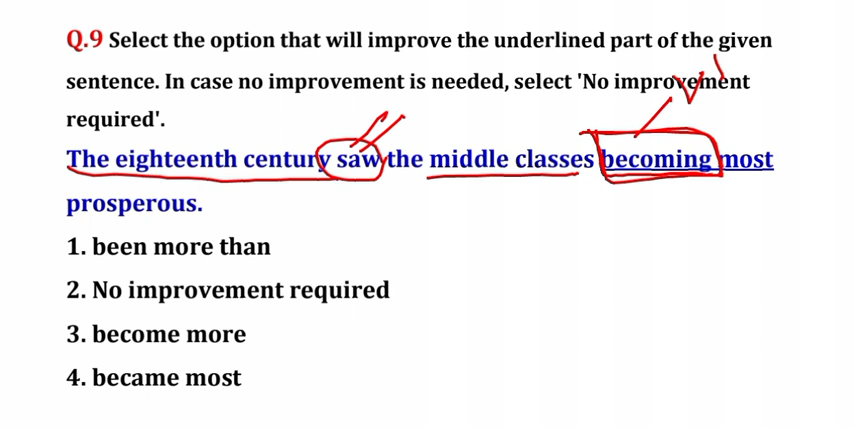 Q.9 Select the option that will improve the underlined part of the given
sentence. In case no improvement is needed, select 'No improvement
required'.
The eighteenth century saw the middle classes becoming most
prosperous.
1. been more than
2. No improvement required
3. become more
4. became most